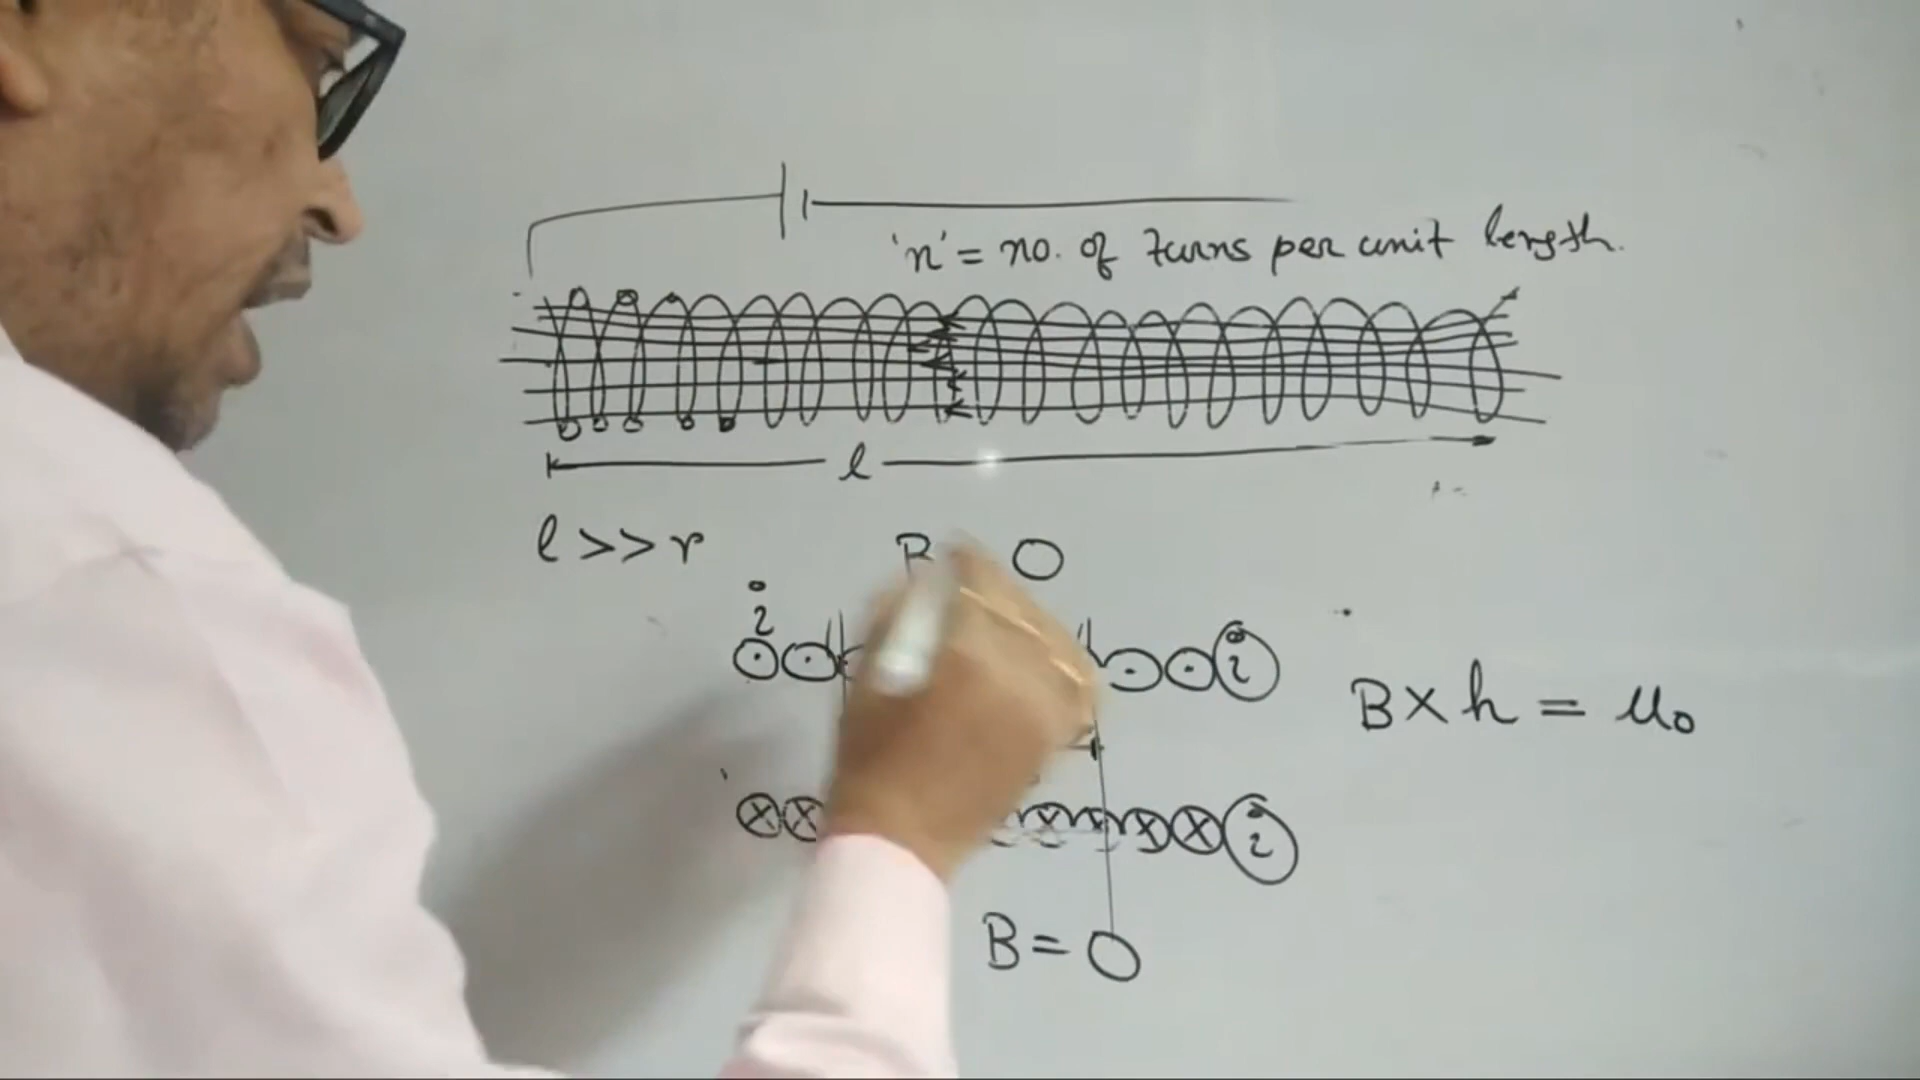 'n' = no. of turns per unit length.
l
l >> r
B O
i
i
B × h = μ₀
i
B = O